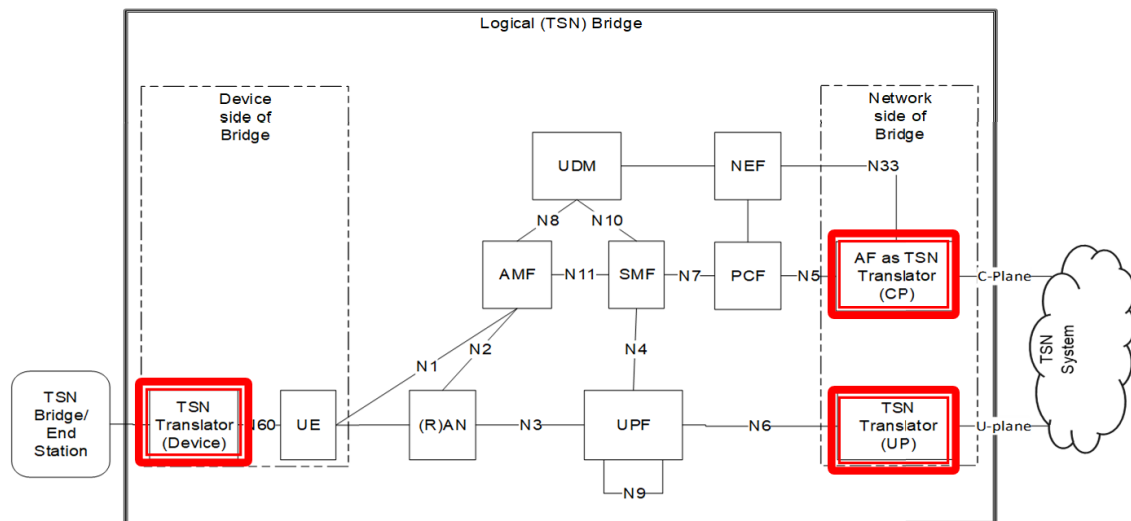 Logical (TSN) Bridge
Device
side of
Bridge
Network
side of
Bridge
UDM
NEF
N33
N8
N10
AMF
N11
SMF
N7
PCF
N5
AF as TSN
Translator
(CP)
C-Plane
TSN
System
N1
N2
N4
TSN
Bridge/
End
Station
TSN
Translator
(Device)
N60
UE
(R)AN
N3
UPF
N6
TSN
Translator
(UP)
U-plane
N9